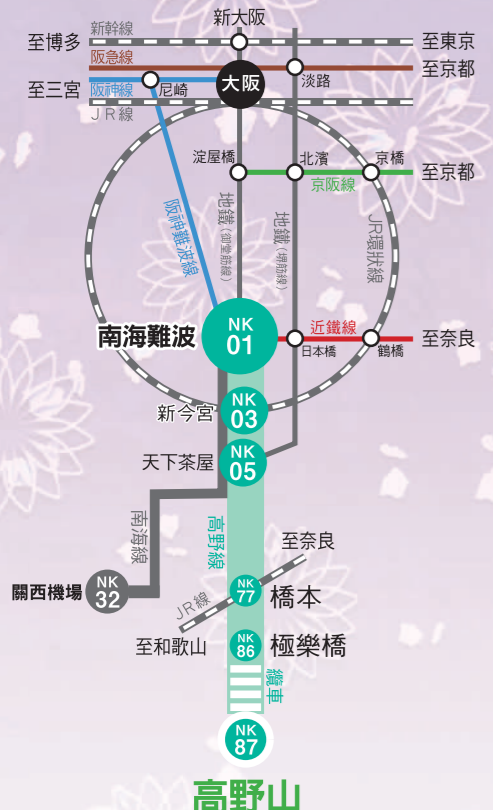 新大阪
新幹線
至博多
至東京
阪急線
至京都
至三宮
阪神線
尼崎
大阪
淡路
JR線
淀屋橋
北濱
京橋
至京都
京阪線
阪神難波線
地鐵(御堂筋線)
地鐵(堺筋線)
JR環狀線
南海難波
NK
01
近鐵線
至奈良
日本橋
鶴橋
新今宮
NK
03
天下茶屋
NK
05
南海線
高野線
至奈良
關西機場
NK
32
JR線
NK
77
橋本
至和歌山
NK
86
極樂橋
纜車
NK
87
高野山